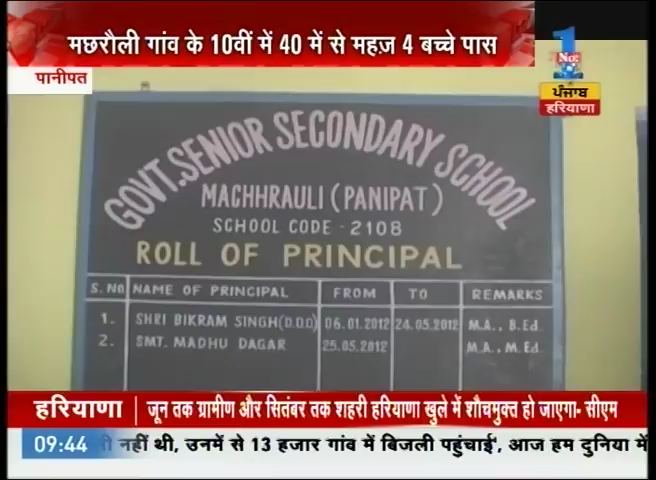 मछरौली गांव के 10वीं में 40 में से महज़ 4 बच्चे पास
पानीपत
1
No:
ਪੰਜਾਬ
हरियाणा
GOVT. SENIOR SECONDARY SCHOOL
MACHHRAULI (PANIPAT)
SCHOOL CODE - 2108
ROLL OF PRINCIPAL
S. NO NAME OF PRINCIPAL FROM TO REMARKS
1. SHRI BIKRAM SINGH (D.D.O) 06.01.2012 24.05.2012 M.A., B.Ed.
2. SMT. MADHU DAGAR 25.05.2012 M.A., M.Ed.
हरियाणा जून तक ग्रामीण और सितंबर तक शहरी हरियाणा खुले में शौचमुक्त हो जाएगा- सीएम
09:44 नहीं थी, उनमें से 13 हजार गांव में बिजली पहुंचाई', आज हम दुनिया में